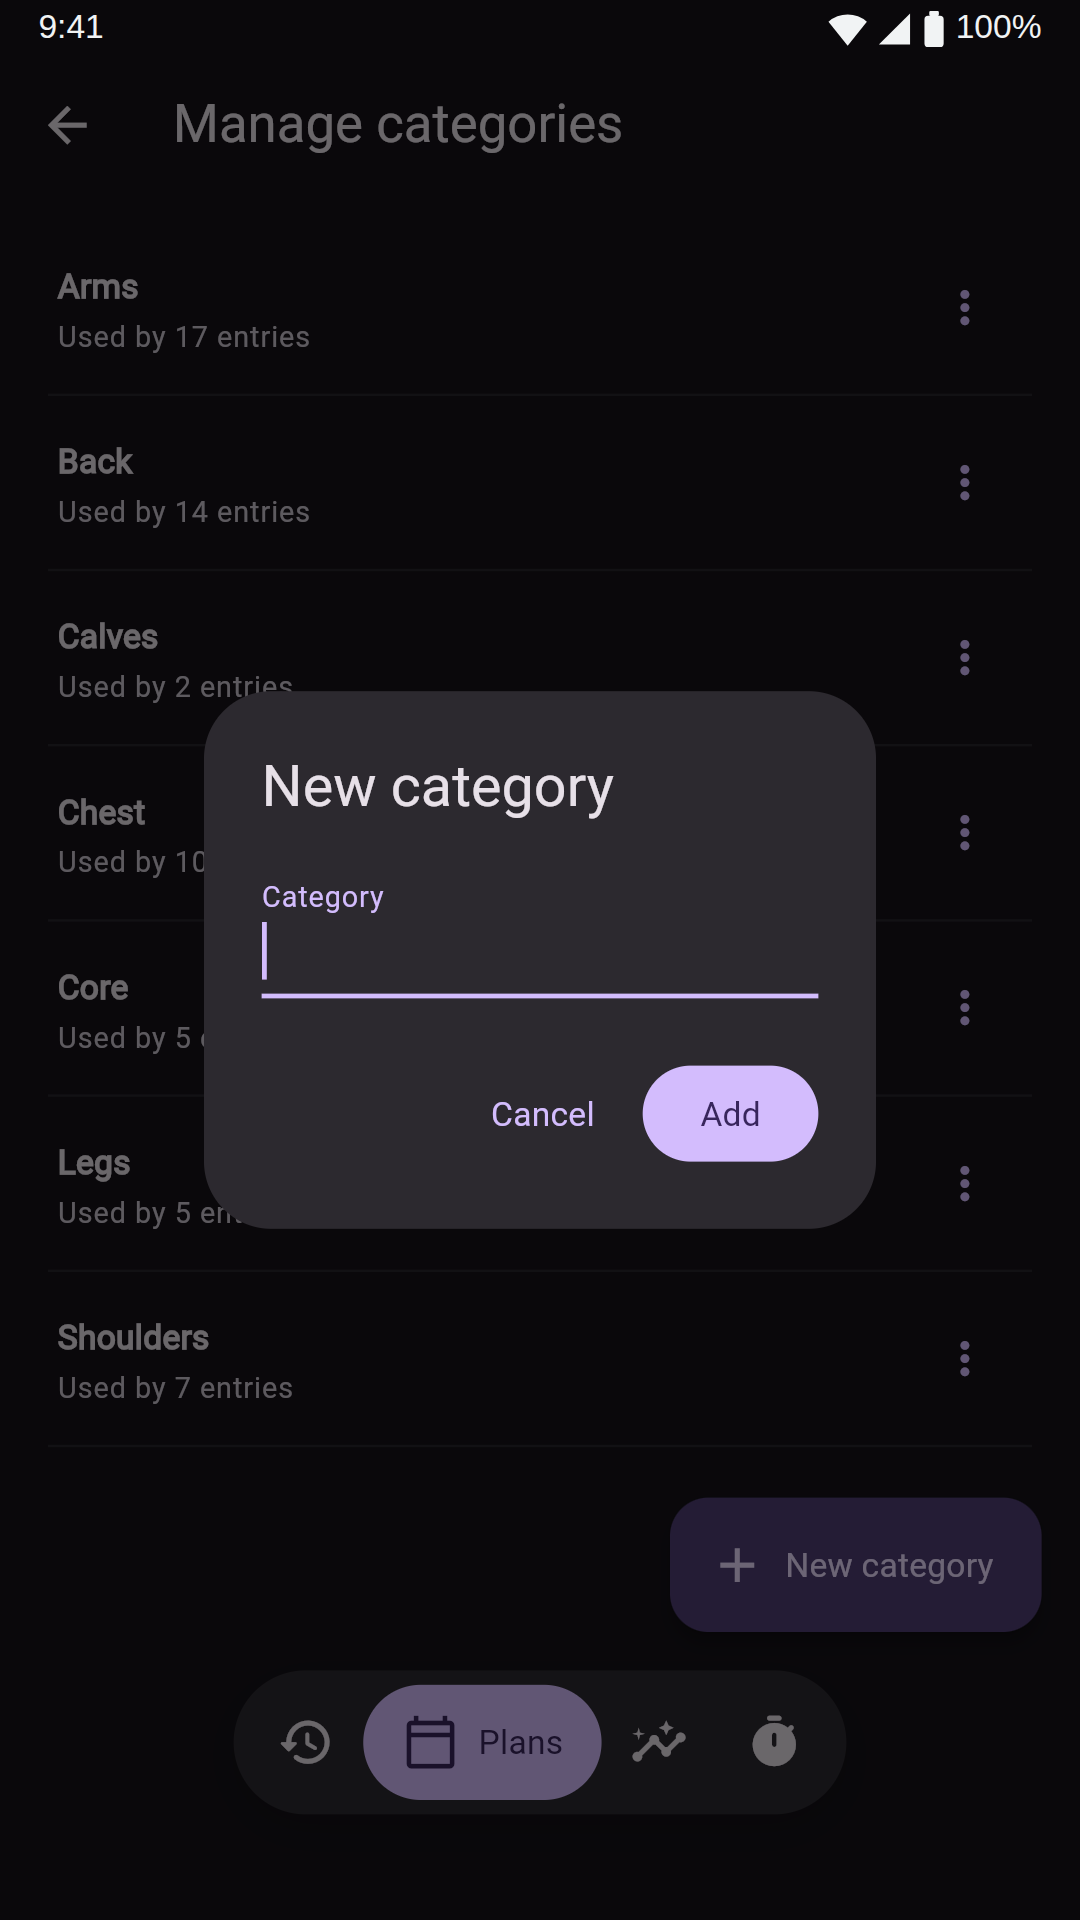 9:41
100%
Manage categories
Arms
Used by 17 entries
Back
Used by 14 entries
Calves
Used by 2 entries
Chest
Used by 10
Core
Used by 5
Legs
Used by 5
Shoulders
Used by 7 entries
New category
Category
Cancel
Add
New category
Plans